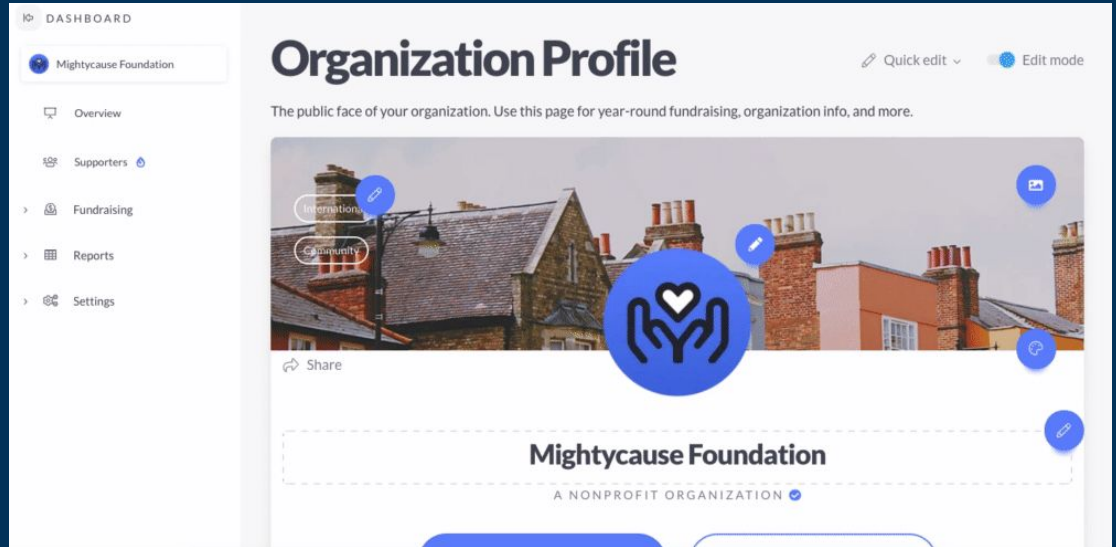 DASHBOARD
Mightycause Foundation
Overview
Supporters
Fundraising
Reports
Settings
Organization Profile
Quick edit
Edit mode
The public face of your organization. Use this page for year-round fundraising, organization info, and more.
Internationa
Community
Share
Mightycause Foundation
A NONPROFIT ORGANIZATION